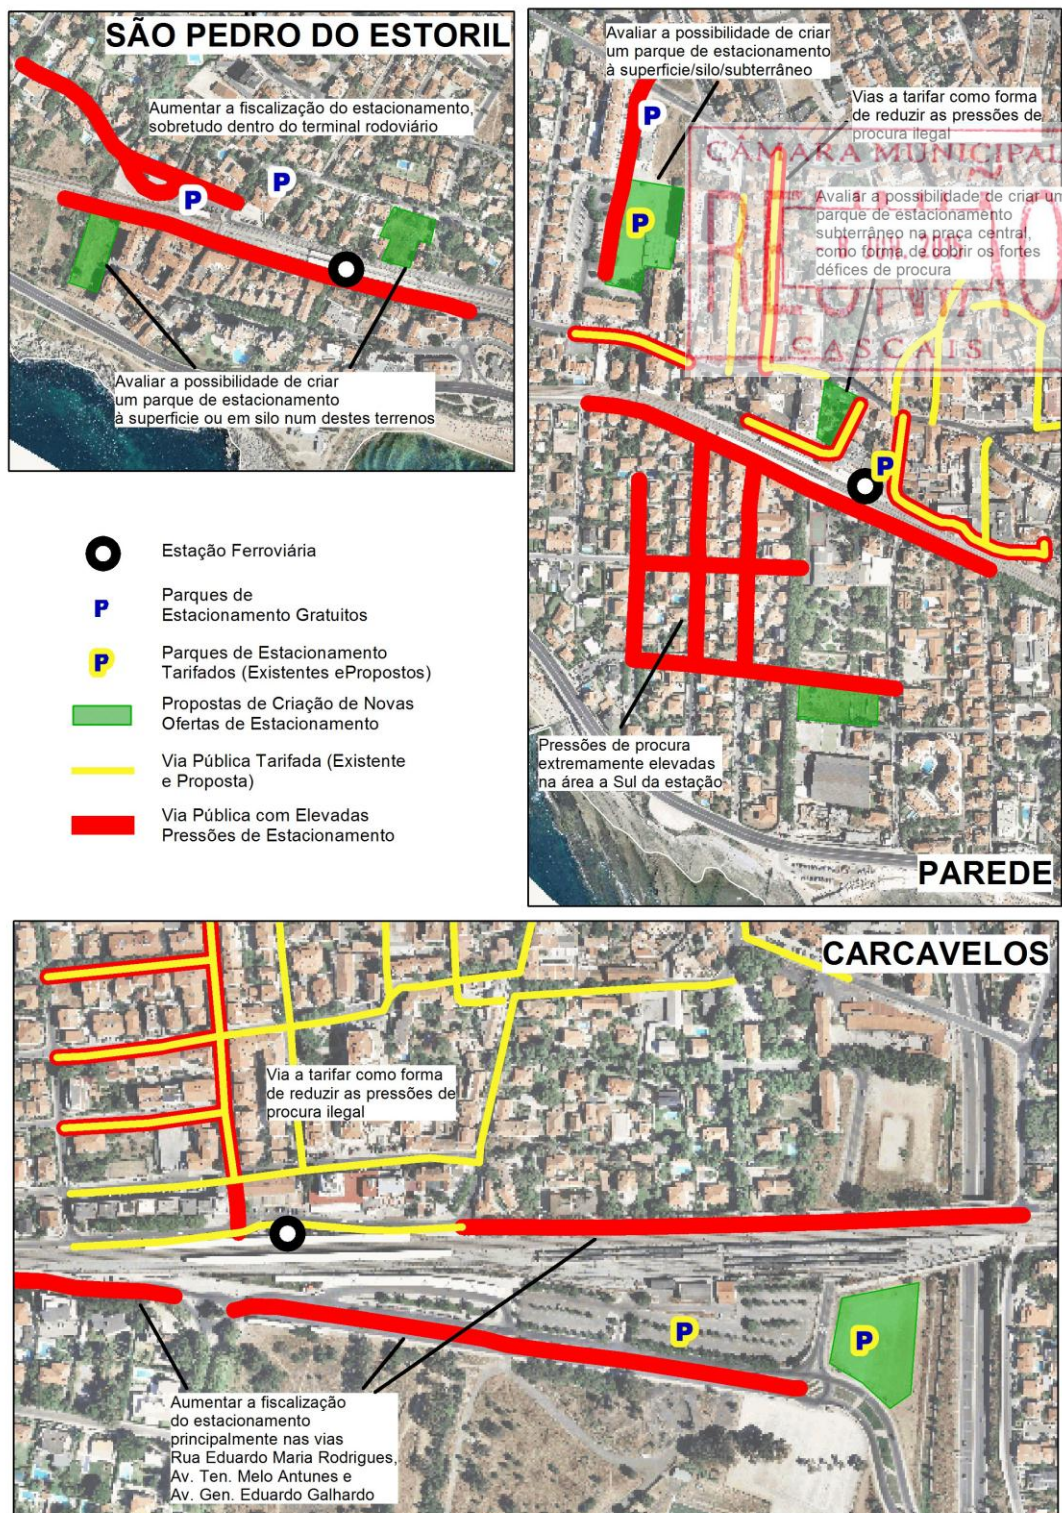 SÃO PEDRO DO ESTORIL
Aumentar a fiscalização do estacionamento,
sobretudo dentro do terminal rodoviário
P
P
Avaliar a possibilidade de criar
um parque de estacionamento
à superficie ou em silo num destes terrenos
Avaliar a possibilidade de criar
um parque de estacionamento
à superficie/silo/subterrâneo
P
Vias a tarifar como forma
de reduzir as pressões de
procura ilegal
CÂMARA MUNICIPAL
P
Avaliar a possibilidade de criar um
parque de estacionamento
subterrâneo na praça central,
como forma de cobrir os fortes
défices de procura
REUNIÃO
CASCAIS
P
Pressões de procura
extremamente elevadas
na área a Sul da estação
PAREDE
Estação Ferroviária
P
Parques de
Estacionamento Gratuitos
P
Parques de Estacionamento
Tarifados (Existentes ePropostos)
Propostas de Criação de Novas
Ofertas de Estacionamento
Via Pública Tarifada (Existente
e Proposta)
Via Pública com Elevadas
Pressões de Estacionamento
CARCAVELOS
Via a tarifar como forma
de reduzir as pressões de
procura ilegal
P
P
Aumentar a fiscalização
do estacionamento
principalmente nas vias
Rua Eduardo Maria Rodrigues,
Av. Ten. Melo Antunes e
Av. Gen. Eduardo Galhardo